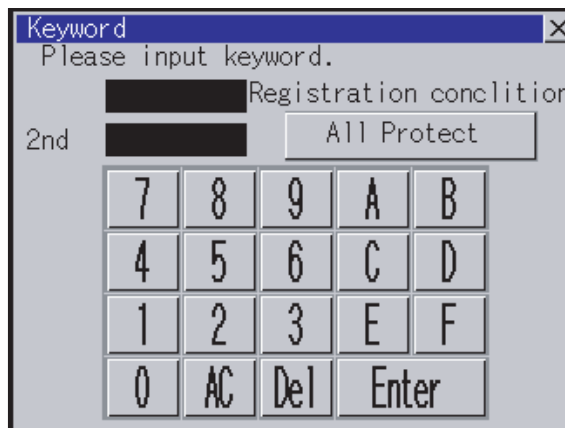 Keyword ×
Please input keyword.
Registration conclition
2nd All Protect
7 8 9 A B
4 5 6 C D
1 2 3 E F
0 AC Del Enter